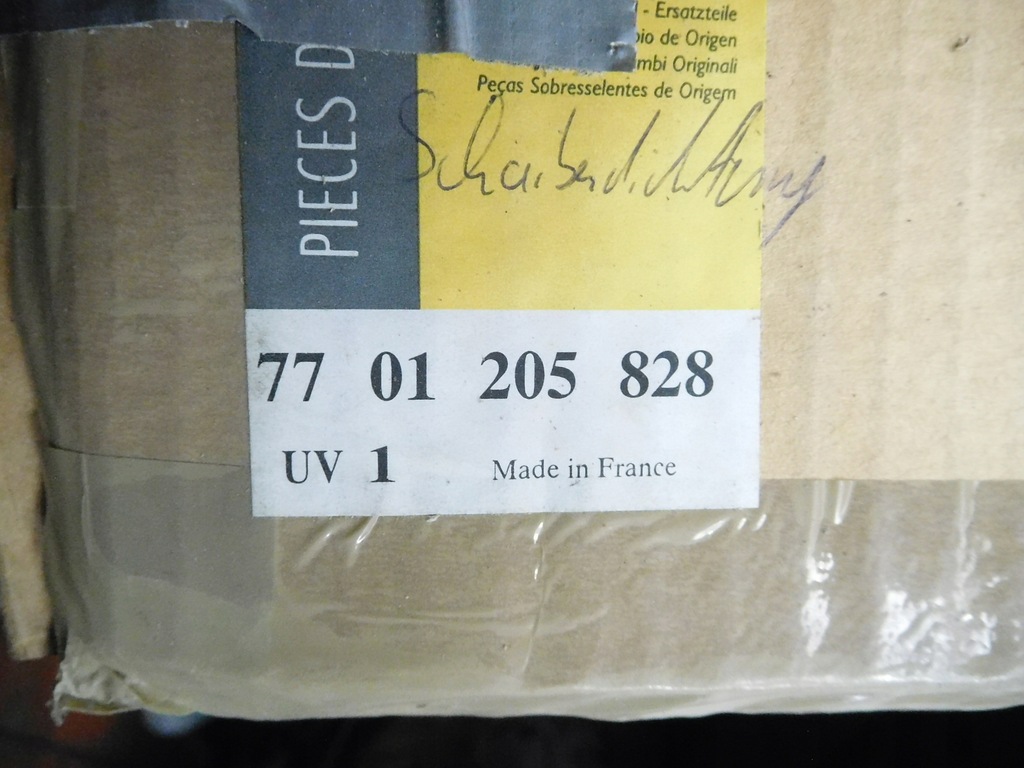 - Ersatzteile
bio de Origen
mbi Originali
Peças Sobresselentes de Origem
PIECES D
Scheibendichtung
77 01 205 828
UV 1 Made in France